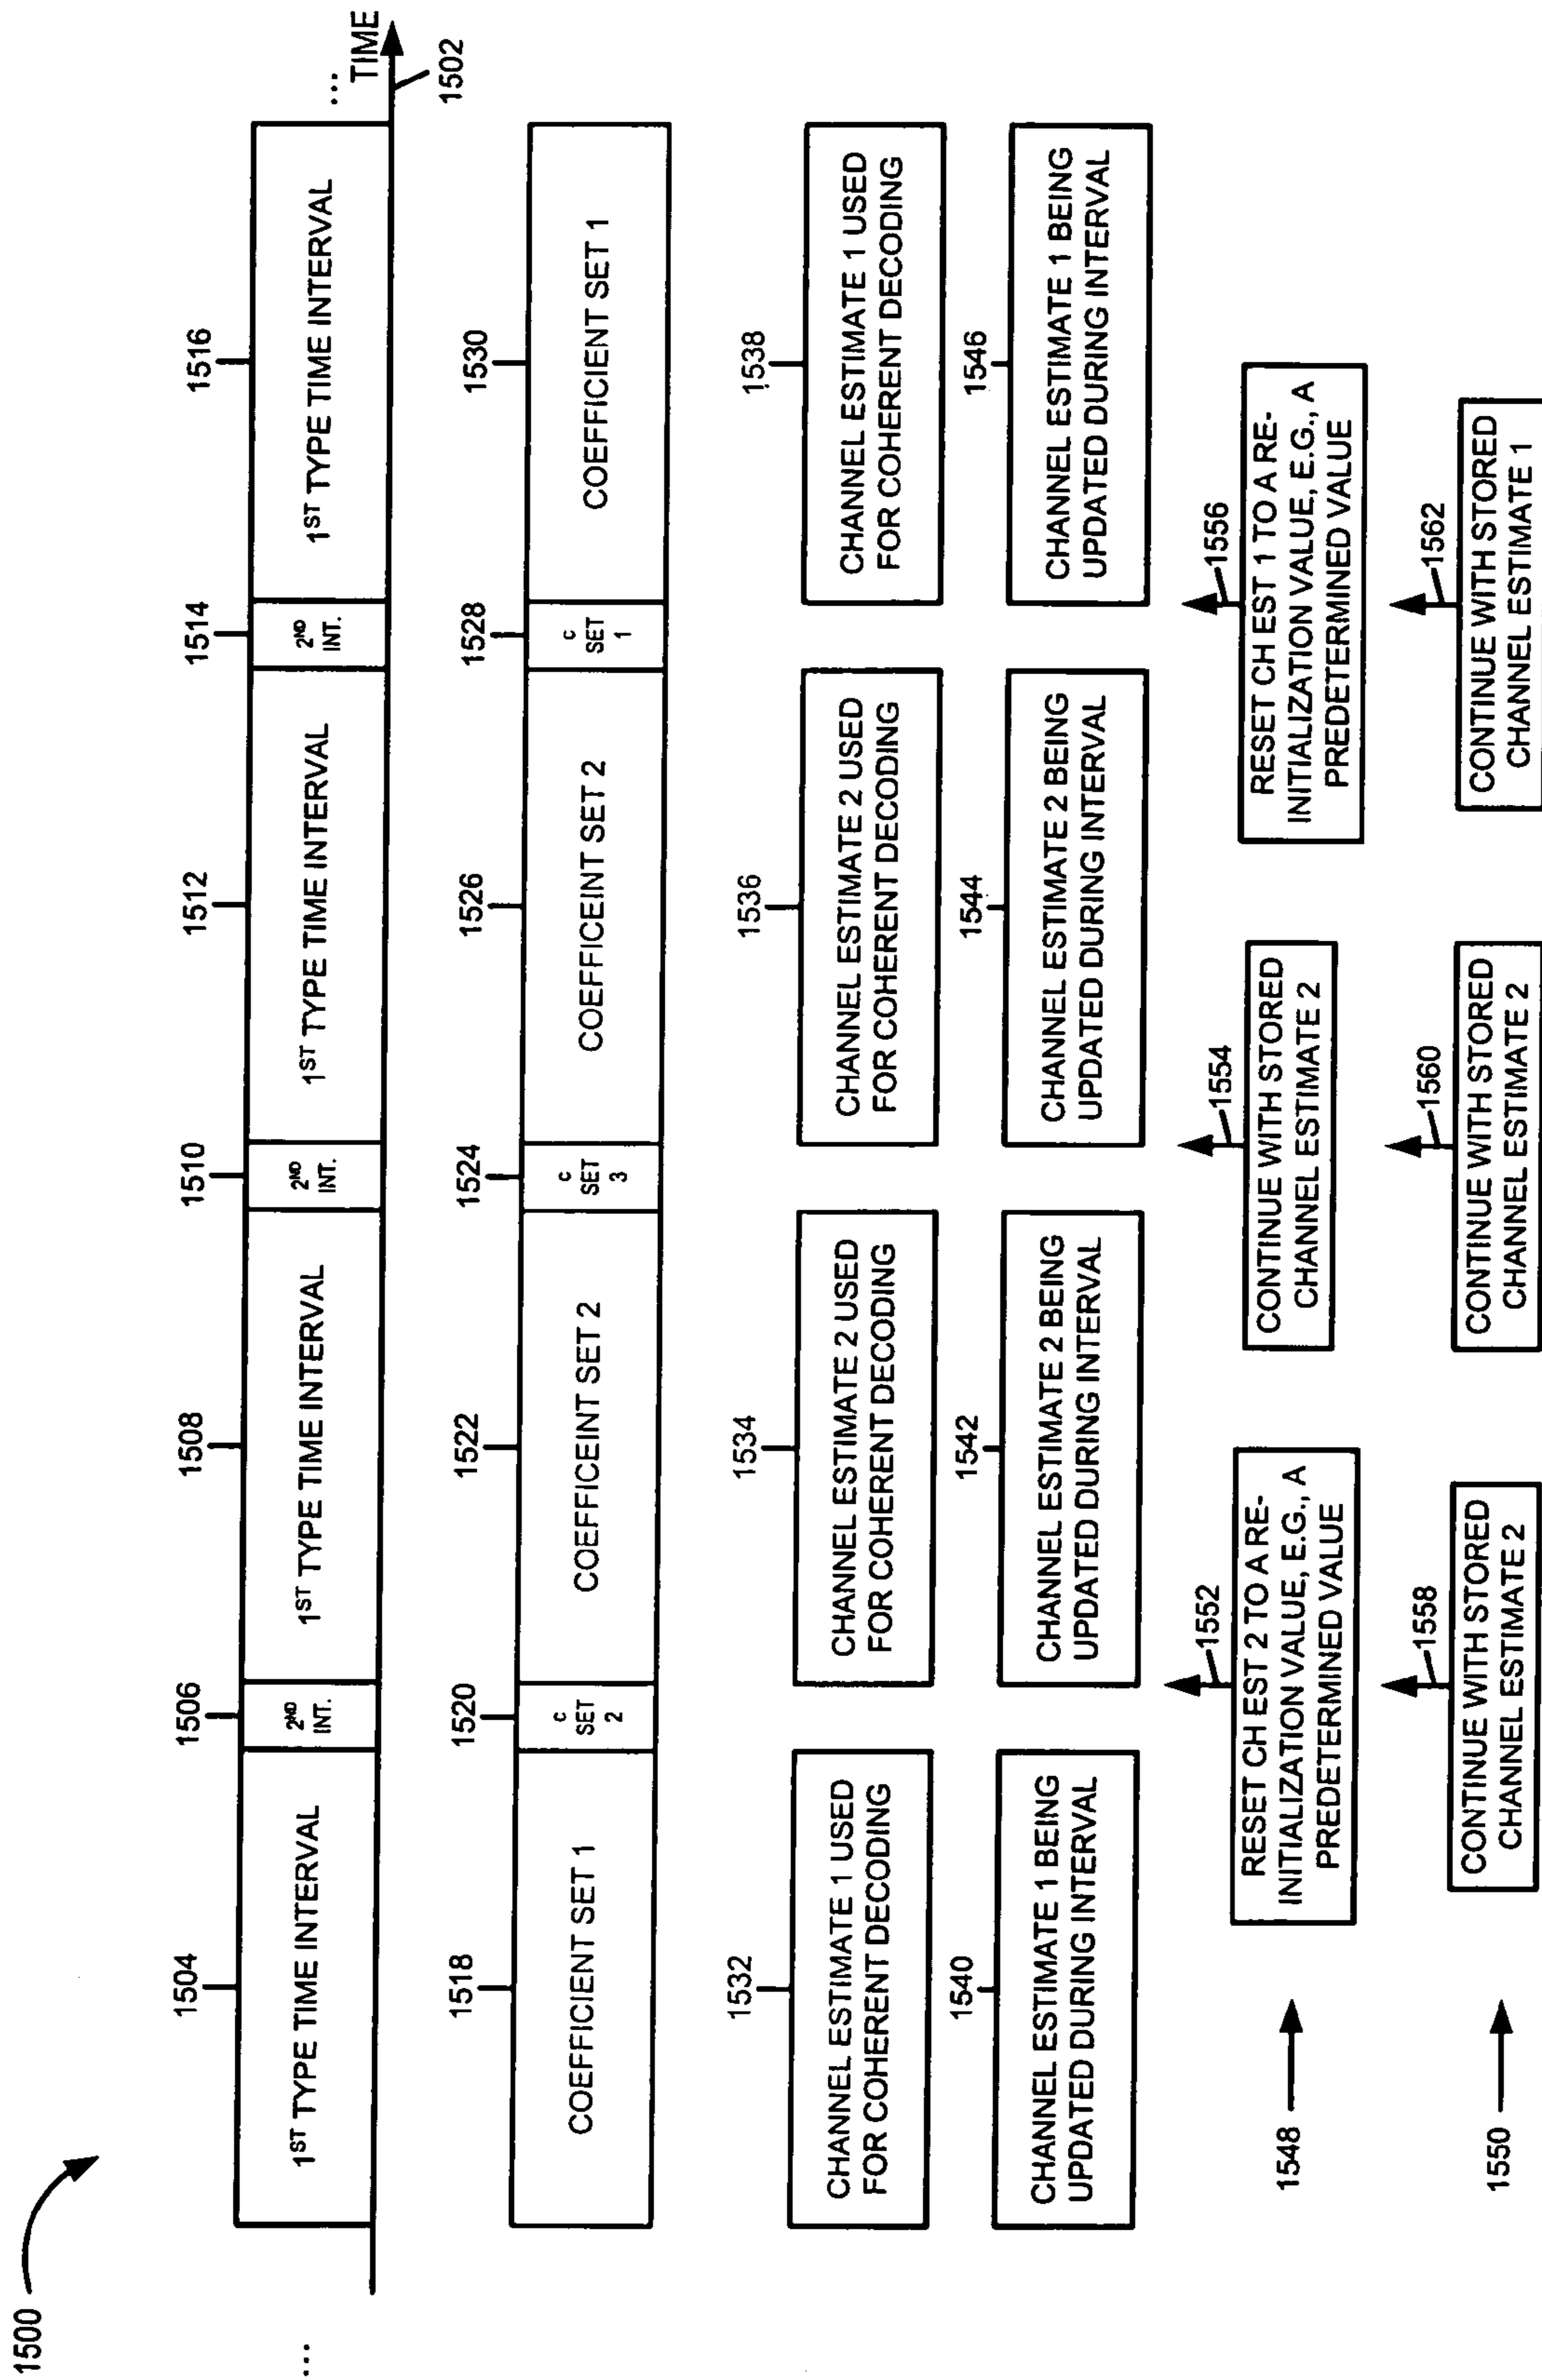 1500
...
1504
1506
1508
1510
1512
1514
1516
1ST TYPE TIME INTERVAL
2ND
INT.
1ST TYPE TIME INTERVAL
2ND
INT.
1ST TYPE TIME INTERVAL
2ND
INT.
1ST TYPE TIME INTERVAL
...
TIME
1502
1518
1520
1522
1524
1526
1528
1530
COEFFICIENT SET 1
C
SET
2
COEFFICEINT SET 2
C
SET
3
COEFFICEINT SET 2
C
SET
1
COEFFICIENT SET 1
1532
1534
1536
1538
CHANNEL ESTIMATE 1 USED
FOR COHERENT DECODING
CHANNEL ESTIMATE 2 USED
FOR COHERENT DECODING
CHANNEL ESTIMATE 2 USED
FOR COHERENT DECODING
CHANNEL ESTIMATE 1 USED
FOR COHERENT DECODING
1540
1542
1544
1546
CHANNEL ESTIMATE 1 BEING
UPDATED DURING INTERVAL
CHANNEL ESTIMATE 2 BEING
UPDATED DURING INTERVAL
CHANNEL ESTIMATE 2 BEING
UPDATED DURING INTERVAL
CHANNEL ESTIMATE 1 BEING
UPDATED DURING INTERVAL
1548
1552
RESET CH EST 2 TO A RE-
INITIALIZATION VALUE, E.G., A
PREDETERMINED VALUE
1554
CONTINUE WITH STORED
CHANNEL ESTIMATE 2
1556
RESET CH EST 1 TO A RE-
INITIALIZATION VALUE, E.G., A
PREDETERMINED VALUE
1550
1558
CONTINUE WITH STORED
CHANNEL ESTIMATE 2
1560
CONTINUE WITH STORED
CHANNEL ESTIMATE 2
1562
CONTINUE WITH STORED
CHANNEL ESTIMATE 1